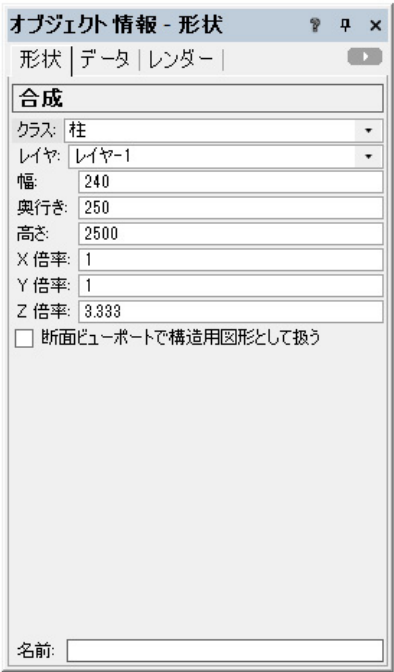 オブジェクト情報 - 形状 ? ×
形状 データ レンダー
合成
クラス: 柱
レイヤ: レイヤ-1
幅: 240
奥行き: 250
高さ: 2500
X 倍率: 1
Y 倍率: 1
Z 倍率: 3.333
断面ビューポートで構造用図形として扱う
名前: